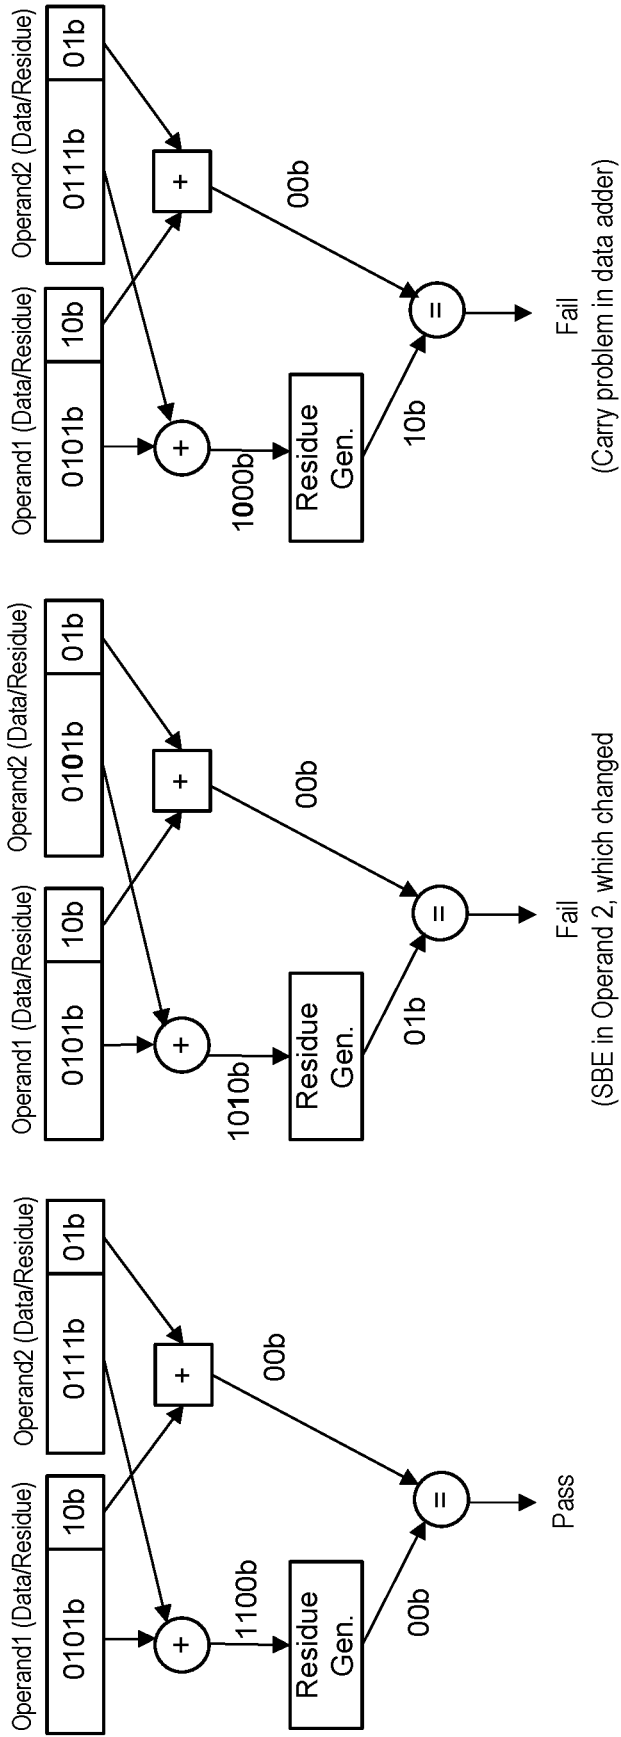 Operand1 (Data/Residue)
Operand2 (Data/Residue)
0101b 10b
0111b 01b
+
+
1100b
00b
Residue
Gen.
00b
=
Pass
Operand1 (Data/Residue)
Operand2 (Data/Residue)
0101b 10b
0101b 01b
+
+
1010b
00b
Residue
Gen.
01b
=
Fail
(SBE in Operand 2, which changed
Operand1 (Data/Residue)
Operand2 (Data/Residue)
0101b 10b
0111b 01b
+
+
1000b
00b
Residue
Gen.
10b
=
Fail
(Carry problem in data adder)